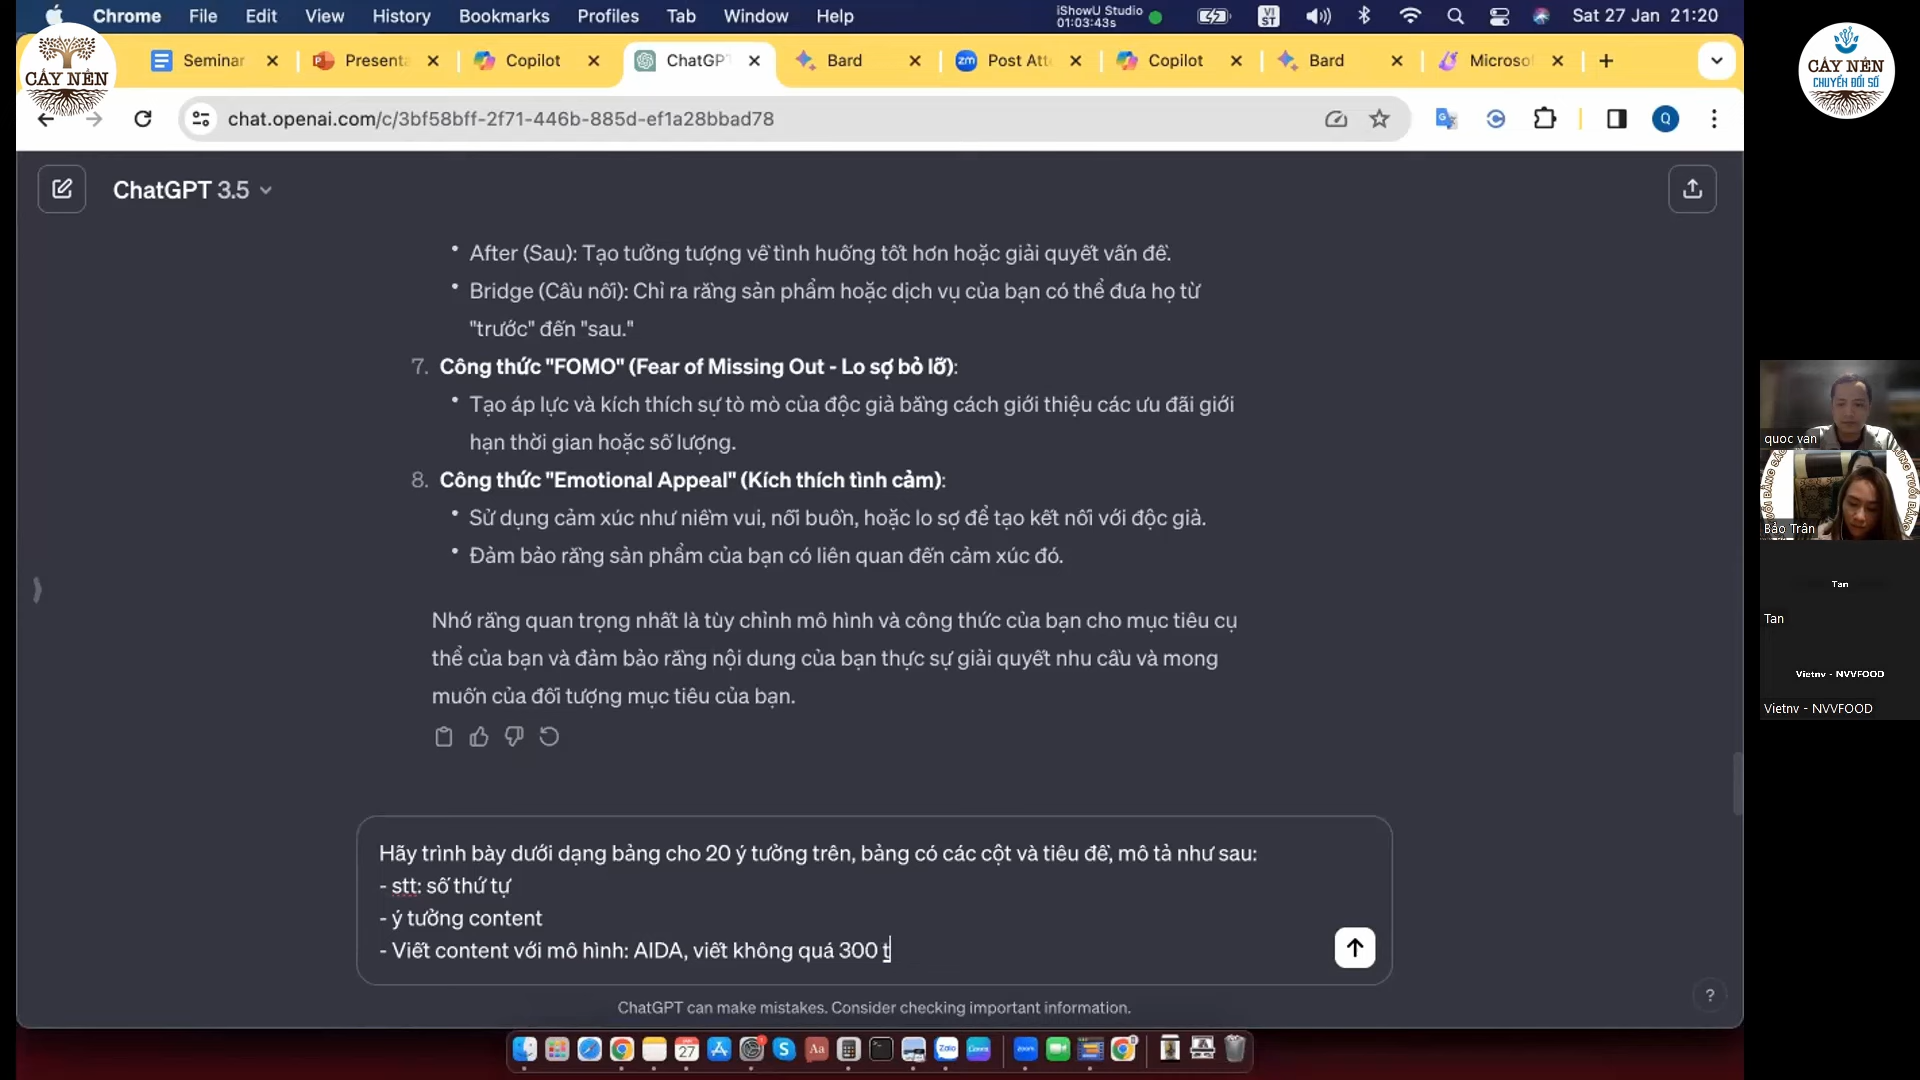 Chrome File Edit View History Bookmarks Profiles Tab Window Help
iShowU Studio
01:03:43s
VI
ST
Sat 27 Jan 21:20
CÂY NỀN
Seminar
Presenta
Copilot
ChatGPT
Bard
zm
Post Att
Copilot
Bard
Microsof
CÂY NỀN
CHUYỂN ĐỔI SỐ
chat.openai.com/c/3bf58bff-2f71-446b-885d-ef1a28bbad78
Q
ChatGPT 3.5
• After (Sau): Tạo tưởng tượng về tình huống tốt hơn hoặc giải quyết vấn đề.
• Bridge (Cầu nối): Chỉ ra rằng sản phẩm hoặc dịch vụ của bạn có thể đưa họ từ
"trước" đến "sau."
7. Công thức "FOMO" (Fear of Missing Out - Lo sợ bỏ lỡ):
• Tạo áp lực và kích thích sự tò mò của độc giả bằng cách giới thiệu các ưu đãi giới
hạn thời gian hoặc số lượng.
8. Công thức "Emotional Appeal" (Kích thích tình cảm):
• Sử dụng cảm xúc như niềm vui, nỗi buồn, hoặc lo sợ để tạo kết nối với độc giả.
• Đảm bảo rằng sản phẩm của bạn có liên quan đến cảm xúc đó.
Nhớ rằng quan trọng nhất là tùy chỉnh mô hình và công thức của bạn cho mục tiêu cụ
thể của bạn và đảm bảo rằng nội dung của bạn thực sự giải quyết nhu cầu và mong
muốn của đối tượng mục tiêu của bạn.
Hãy trình bày dưới dạng bảng cho 20 ý tưởng trên, bảng có các cột và tiêu đề, mô tả như sau:
- stt: số thứ tự
- ý tưởng content
- Viết content với mô hình: AIDA, viết không quá 300 t
ChatGPT can make mistakes. Consider checking important information.
?
quoc van
Bảo Trân
Tan
Tan
Vietnv - NVVFOOD
Vietnv - NVVFOOD
27
Aa
Zalo
zoom